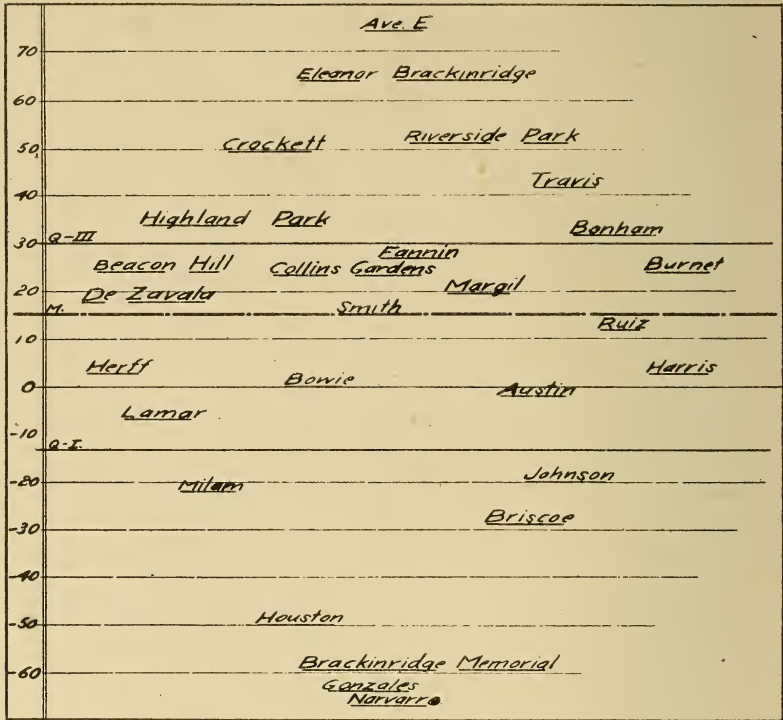 Ave. E
70
Eleanor Brackinridge
60
Crockett Riverside Park
50
Travis
40
Highland Park Bonham
30 Q-III
Fannin
Beacon Hill Collins Gardens Burnet
De Zavala Margil
20
M. Smith
Ruiz
10
Herff Harris
Bowie
0 Austin
Lamar
-10
Q-I.
Johnson
-20 Milam
Briscoe
-30
-40
Houston
-50
Brackinridge Memorial
-60
Gonzales
Narvarro